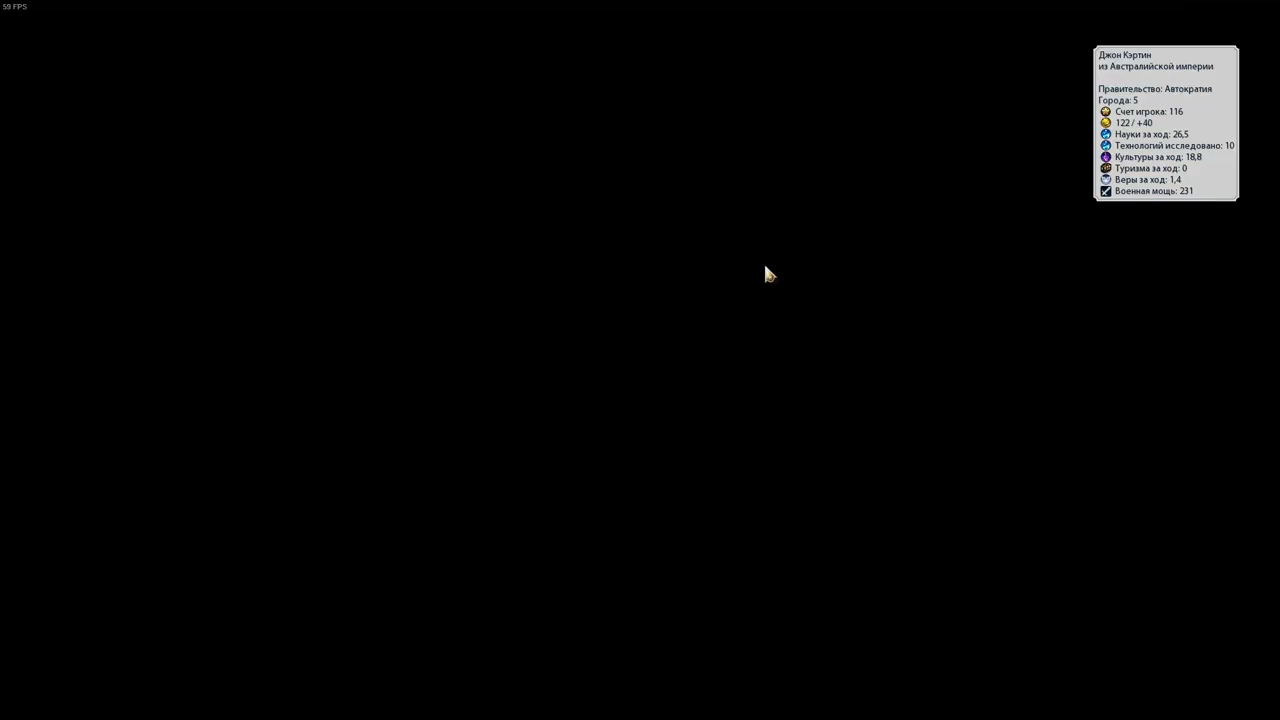 59 FPS
Джон Кэртин
из Австралийской империи
Правительство: Автократия
Города: 5
Счет игрока: 116
122 / +40
Науки за ход: 26,5
Технологий исследовано: 10
Культуры за ход: 18,8
Туризма за ход: 0
Веры за ход: 1,4
Военная мощь: 231